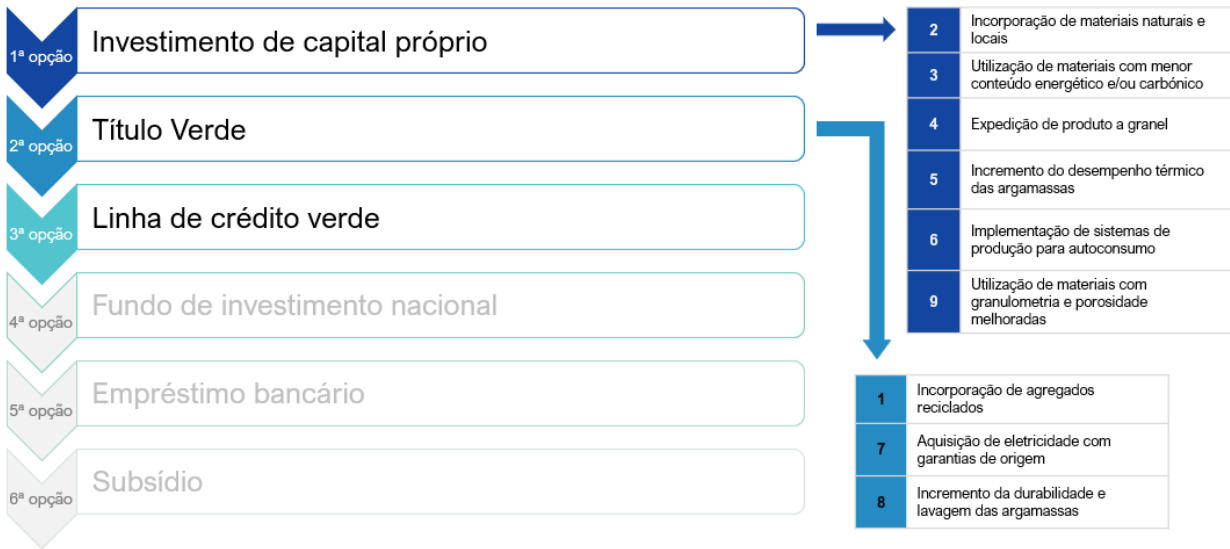 1ª opção
Investimento de capital próprio
2ª opção
Título Verde
3ª opção
Linha de crédito verde
4ª opção
Fundo de investimento nacional
5ª opção
Empréstimo bancário
6ª opção
Subsídio
2
Incorporação de materiais naturais e
locais
3
Utilização de materiais com menor
conteúdo energético e/ou carbónico
4
Expedição de produto a granel
5
Incremento do desempenho térmico
das argamassas
6
Implementação de sistemas de
produção para autoconsumo
9
Utilização de materiais com
granulometria e porosidade
melhoradas
1
Incorporação de agregados
reciclados
7
Aquisição de eletricidade com
garantias de origem
8
Incremento da durabilidade e
lavagem das argamassas